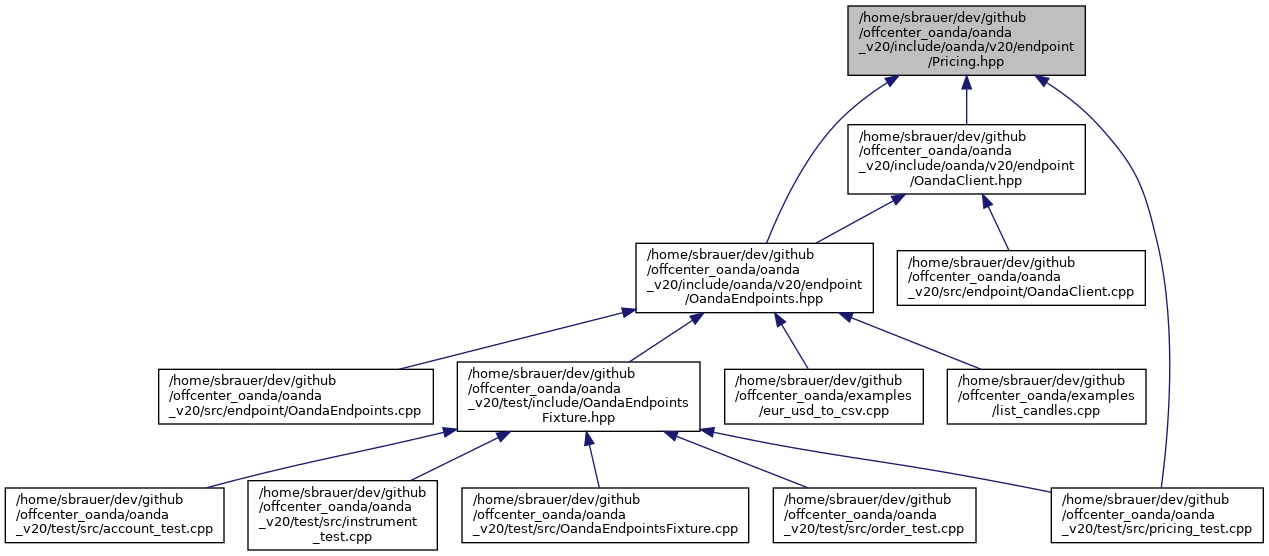 /home/sbrauer/dev/github
/offcenter_oanda/oanda
_v20/include/oanda/v20/endpoint
/Pricing.hpp
/home/sbrauer/dev/github
/offcenter_oanda/oanda
_v20/include/oanda/v20/endpoint
/OandaClient.hpp
/home/sbrauer/dev/github
/offcenter_oanda/oanda
_v20/include/oanda/v20/endpoint
/OandaEndpoints.hpp
/home/sbrauer/dev/github
/offcenter_oanda/oanda
_v20/src/endpoint/OandaClient.cpp
/home/sbrauer/dev/github
/offcenter_oanda/oanda
_v20/src/endpoint/OandaEndpoints.cpp
/home/sbrauer/dev/github
/offcenter_oanda/oanda
_v20/test/include/OandaEndpoints
Fixture.hpp
/home/sbrauer/dev/github
/offcenter_oanda/examples
/eur_usd_to_csv.cpp
/home/sbrauer/dev/github
/offcenter_oanda/examples
/list_candles.cpp
/home/sbrauer/dev/github
/offcenter_oanda/oanda
_v20/test/src/account_test.cpp
/home/sbrauer/dev/github
/offcenter_oanda/oanda
_v20/test/src/instrument
_test.cpp
/home/sbrauer/dev/github
/offcenter_oanda/oanda
_v20/test/src/OandaEndpointsFixture.cpp
/home/sbrauer/dev/github
/offcenter_oanda/oanda
_v20/test/src/order_test.cpp
/home/sbrauer/dev/github
/offcenter_oanda/oanda
_v20/test/src/pricing_test.cpp